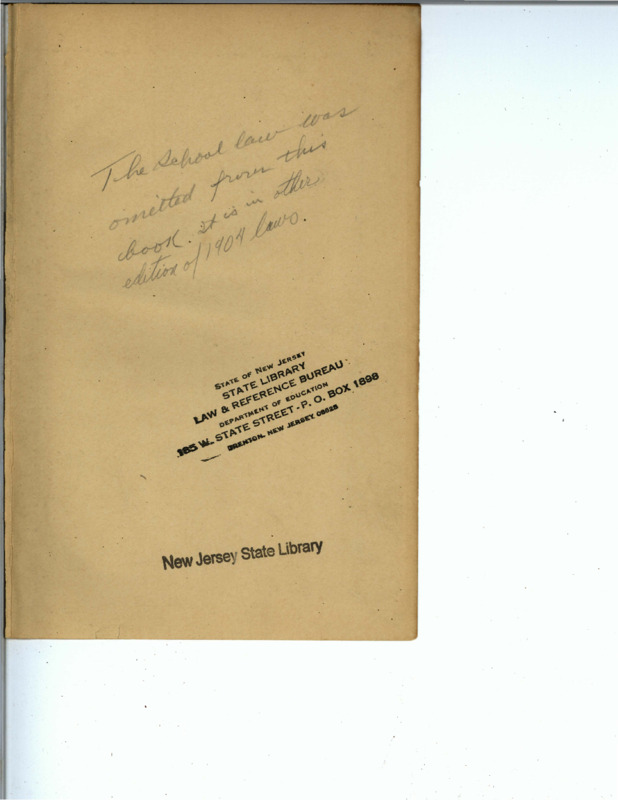 The school law was
omitted from this
book. It is in other
edition of 1904 laws.
STATE OF NEW JERSEY
STATE LIBRARY
LAW & REFERENCE BUREAU
DEPARTMENT OF EDUCATION
185 W. STATE STREET - P. O. BOX 1898
TRENTON, NEW JERSEY 08625
New Jersey State Library